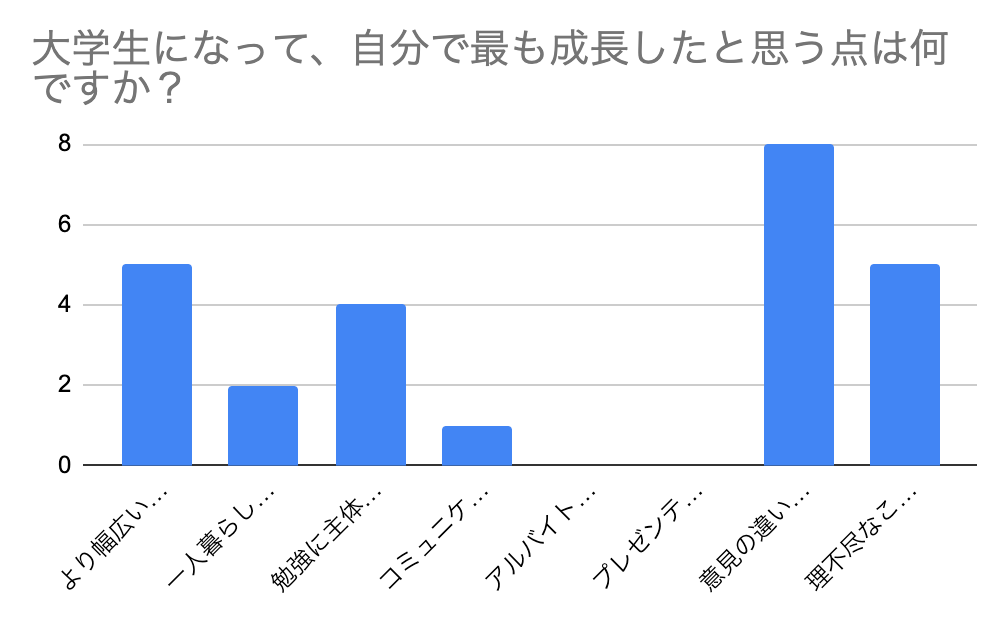 大学生になって、自分で最も成長したと思う点は何
ですか？
8
6
4
2
0
より幅広い...
一人暮らし...
勉強に主体...
コミュニケ...
アルバイト...
プレゼンテ...
意見の違い...
理不尽なこ...